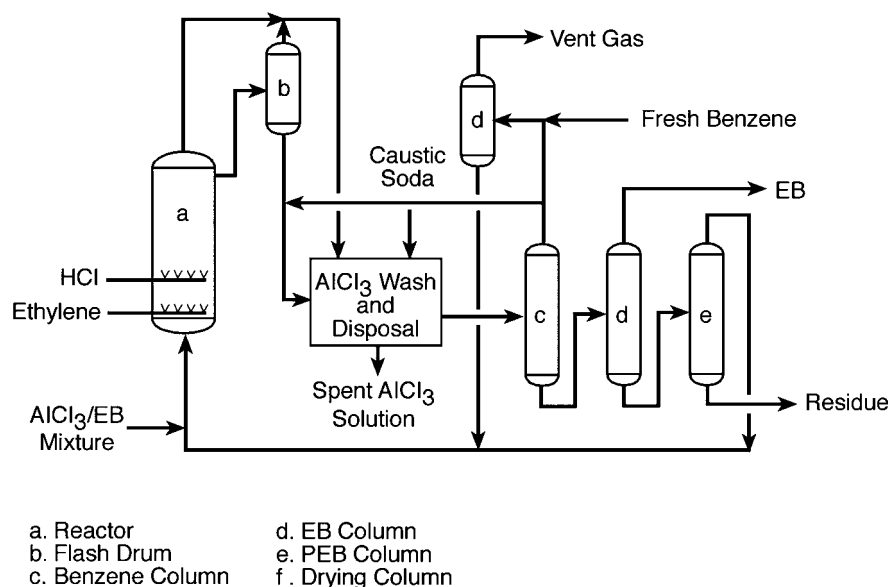 Vent Gas
b
d
Fresh Benzene
Caustic
Soda
EB
a
HCl
Ethylene
AlCl₃ Wash
and
Disposal
c
d
e
Spent AlCl₃
Solution
Residue
AlCl₃/EB
Mixture
a. Reactor
b. Flash Drum
c. Benzene Column
d. EB Column
e. PEB Column
f . Drying Column